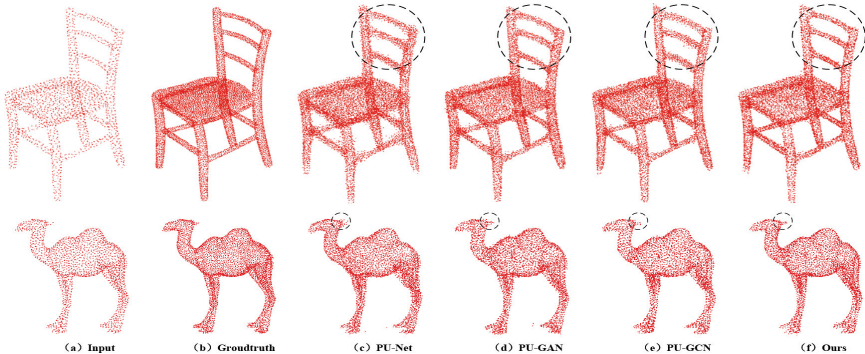 （a）Input （b）Groudtruth （c）PU-Net （d）PU-GAN （e）PU-GCN （f）Ours